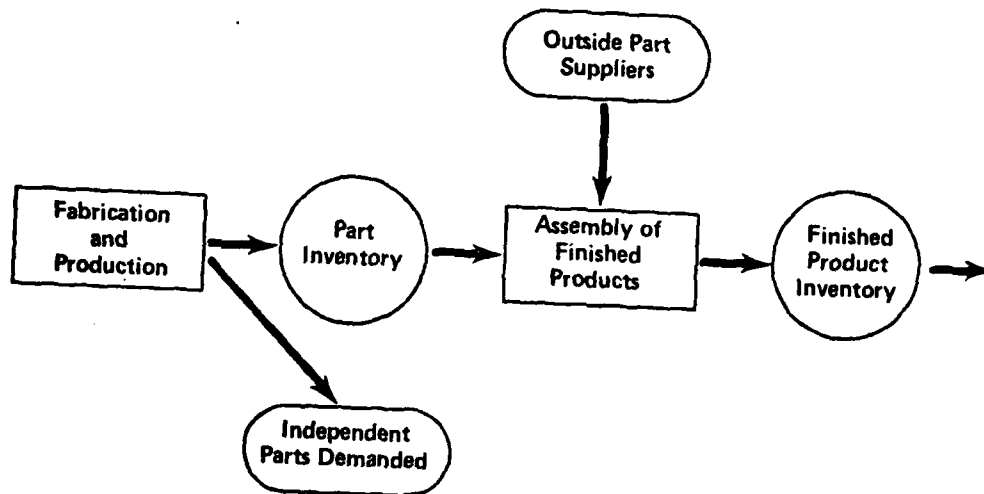 Outside Part
Suppliers
Fabrication
and
Production
Part
Inventory
Assembly of
Finished
Products
Finished
Product
Inventory
Independent
Parts Demanded